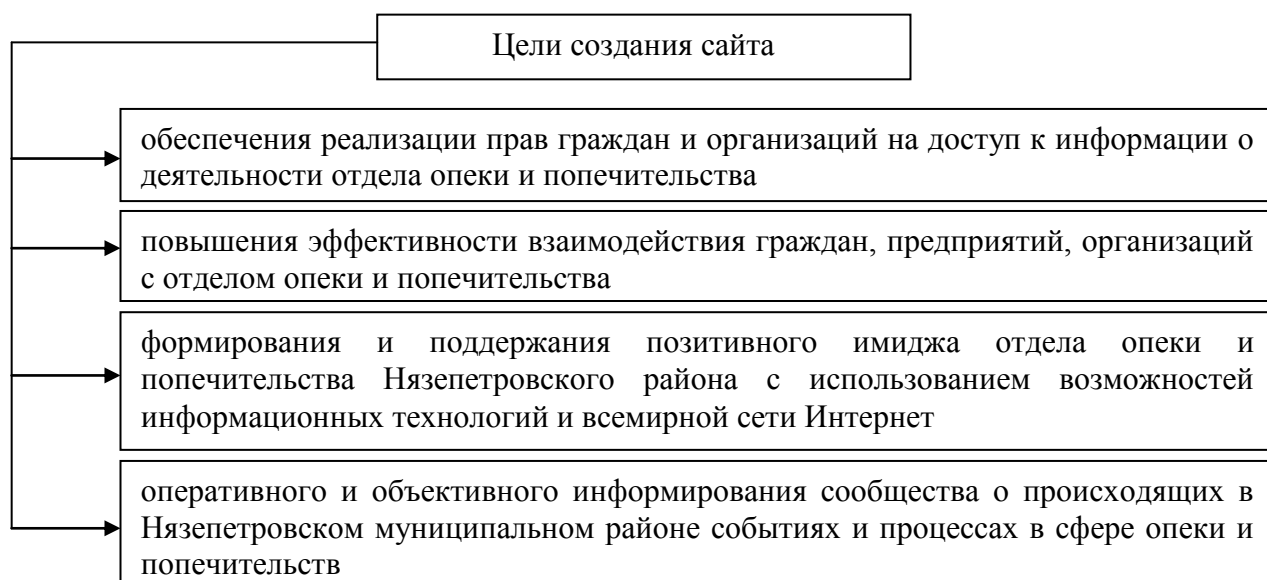 Цели создания сайта
обеспечения реализации прав граждан и организаций на доступ к информации о
деятельности отдела опеки и попечительства
повышения эффективности взаимодействия граждан, предприятий, организаций
с отделом опеки и попечительства
формирования и поддержания позитивного имиджа отдела опеки и
попечительства Нязепетровского района с использованием возможностей
информационных технологий и всемирной сети Интернет
оперативного и объективного информирования сообщества о происходящих в
Нязепетровском муниципальном районе событиях и процессах в сфере опеки и
попечительств